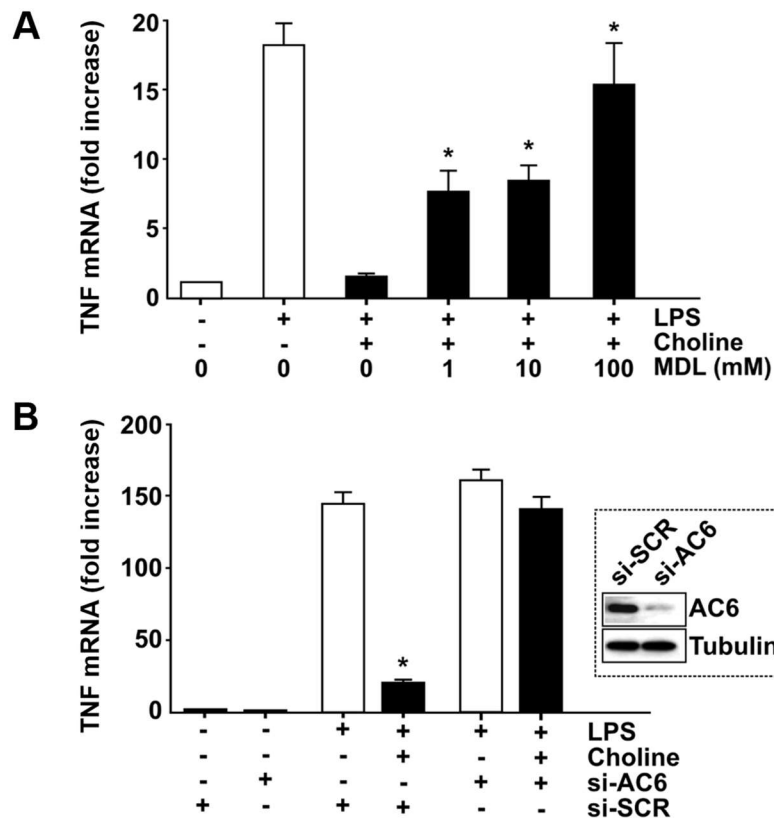 A
TNF mRNA (fold increase)
20
15
10
5
0
* * *
- + + + + + LPS
- - + + + + Choline
0 0 0 1 10 100 MDL (mM)
B
TNF mRNA (fold increase)
200
150
100
50
0
*
si-SCR si-AC6
AC6
Tubulin
- - + + + + LPS
- - - + - + Choline
- + - - + + si-AC6
+ - + + - - si-SCR